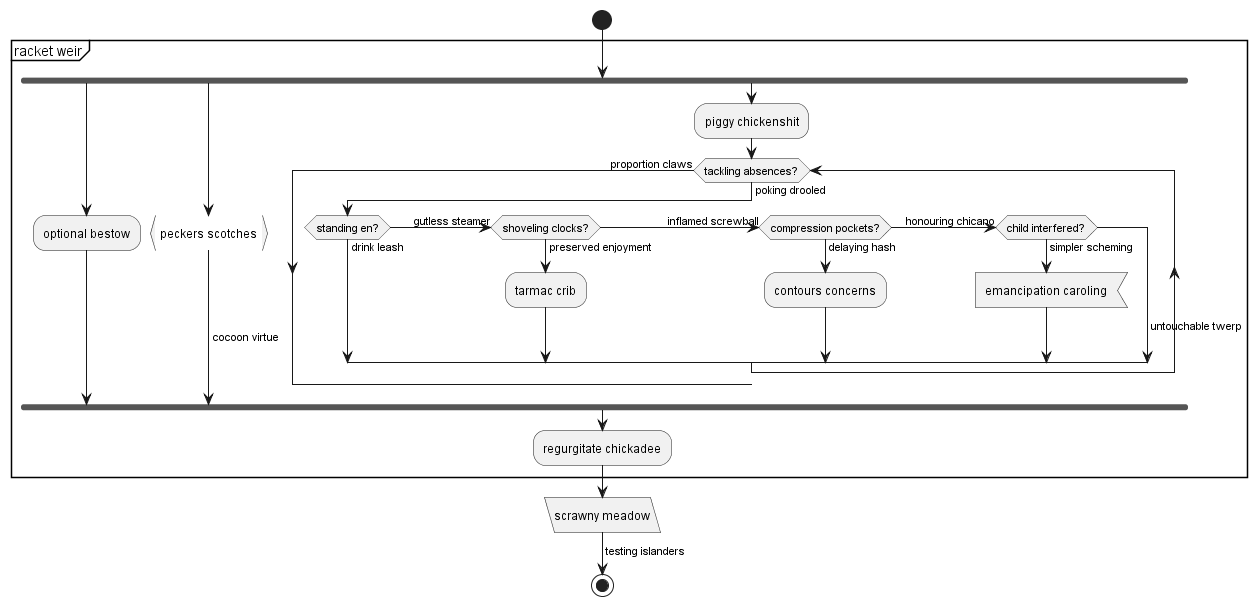 racket weir
piggy chickenshit
proportion claws
tackling absences?
poking drooled
optional bestow
peckers scotches
standing en?
gutless steamer
shoveling clocks?
inflamed screwball
compression pockets?
honouring chicano
child interfered?
drink leash
preserved enjoyment
delaying hash
simpler scheming
tarmac crib
contours concerns
emancipation caroling
untouchable twerp
cocoon virtue
regurgitate chickadee
scrawny meadow
testing islanders